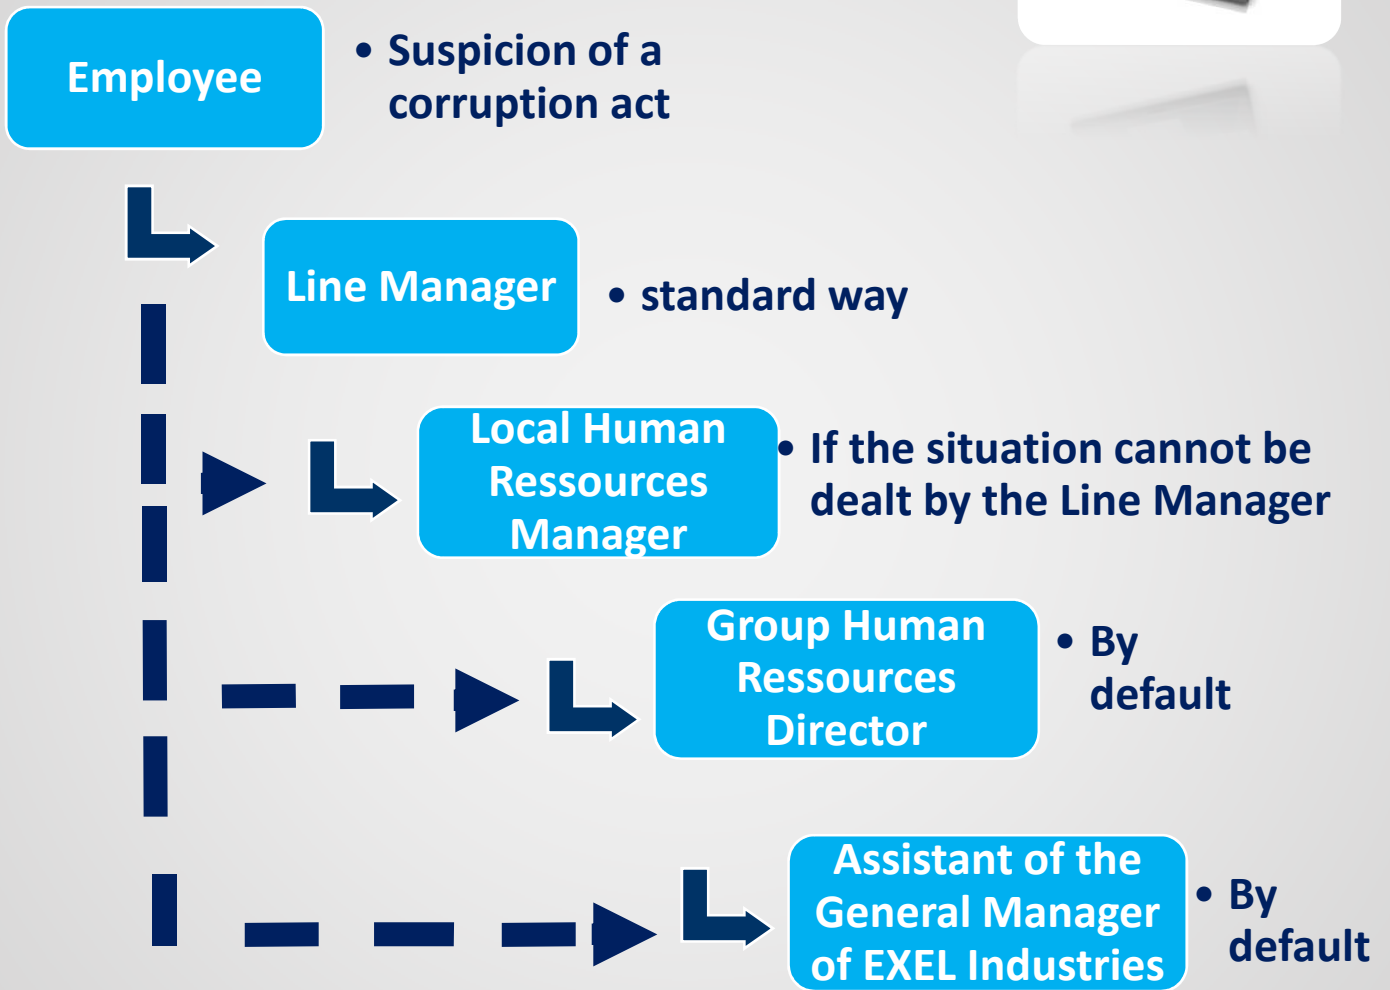 Employee
• Suspicion of a
corruption act
Line Manager
• standard way
Local Human
Ressources
Manager
• If the situation cannot be
dealt by the Line Manager
Group Human
Ressources
Director
• By
default
Assistant of the
General Manager
of EXEL Industries
• By
default